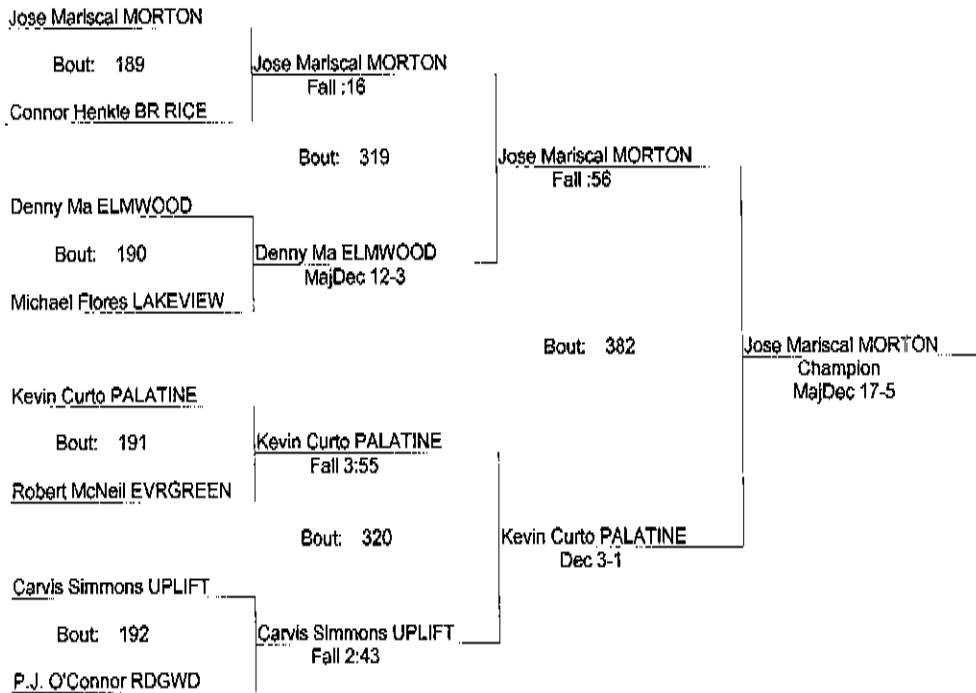 Jose Mariscal MORTON
Bout: 189
Jose Mariscal MORTON
Fall :16
Connor Henkle BR RICE
Bout: 319
Jose Mariscal MORTON
Fall :56
Denny Ma ELMWOOD
Bout: 190
Denny Ma ELMWOOD
MajDec 12-3
Michael Flores LAKEVIEW
Bout: 382
Jose Mariscal MORTON
Champion
MajDec 17-5
Kevin Curto PALATINE
Bout: 191
Kevin Curto PALATINE
Fall 3:55
Robert McNeil EVRGREEN
Bout: 320
Kevin Curto PALATINE
Dec 3-1
Carvis Simmons UPLIFT
Bout: 192
Carvis Simmons UPLIFT
Fall 2:43
P.J. O'Connor RDGWD